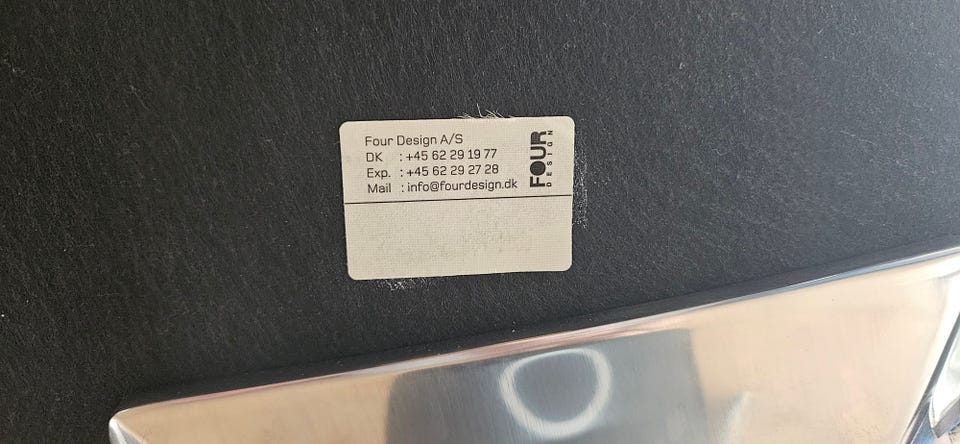 Four Design A/S
DK : +45 62 29 19 77
Exp. : +45 62 29 27 28
Mail : info@fourdesign.dk
FOUR
DESIGN